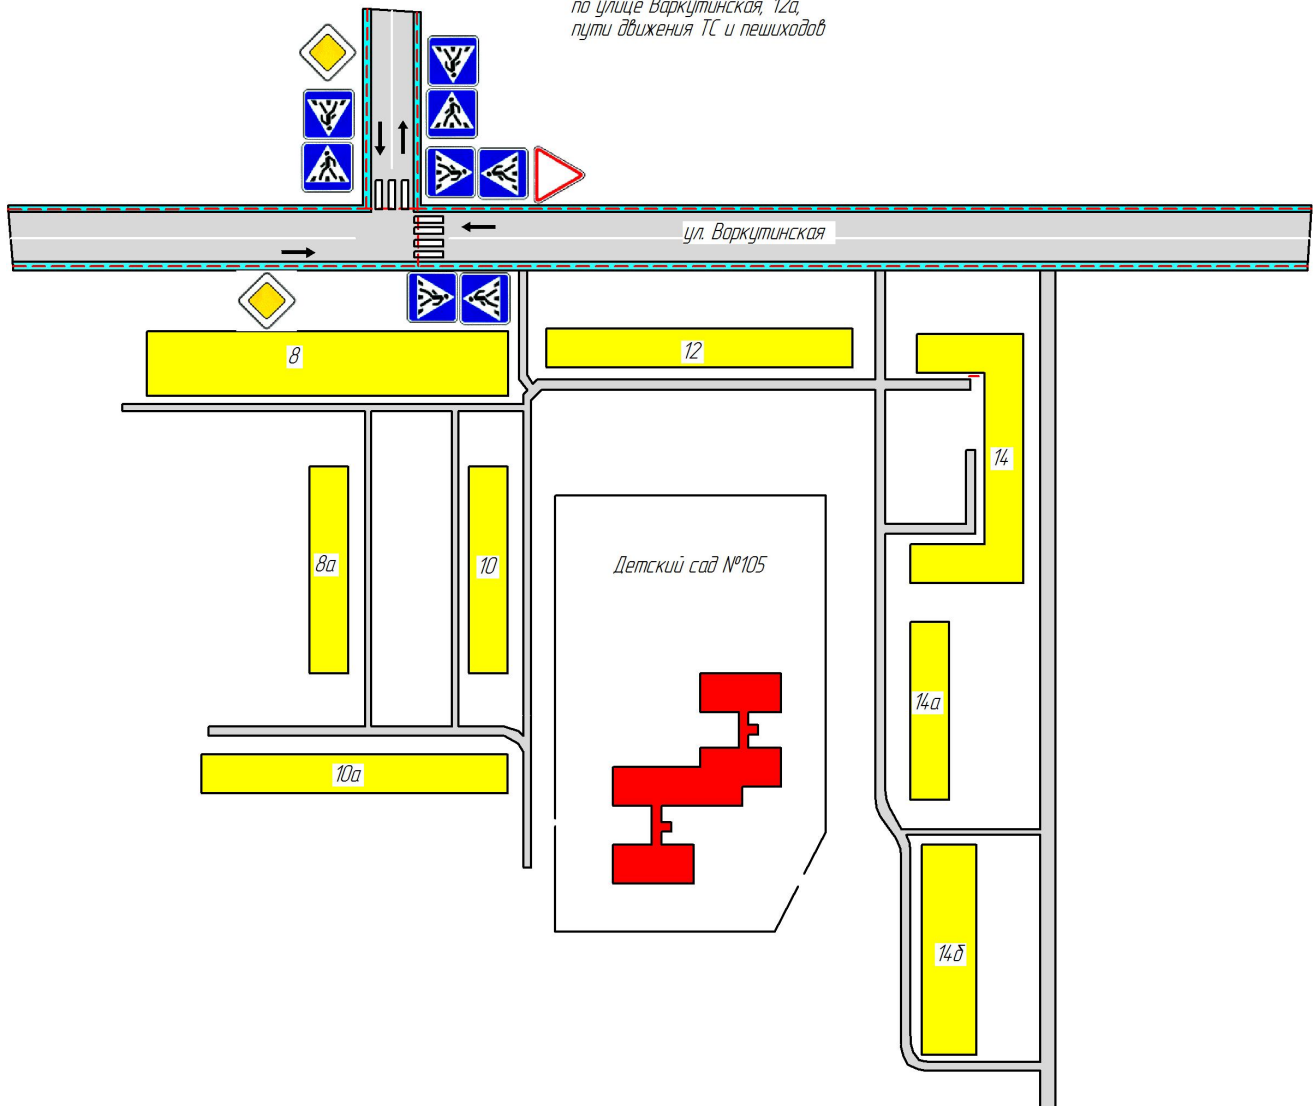 по улице Воркутинская, 12а,
пути движения ТС и пешиходов
ул. Воркутинская
8
12
14
8а
10
Детский сад №105
14а
10а
14б